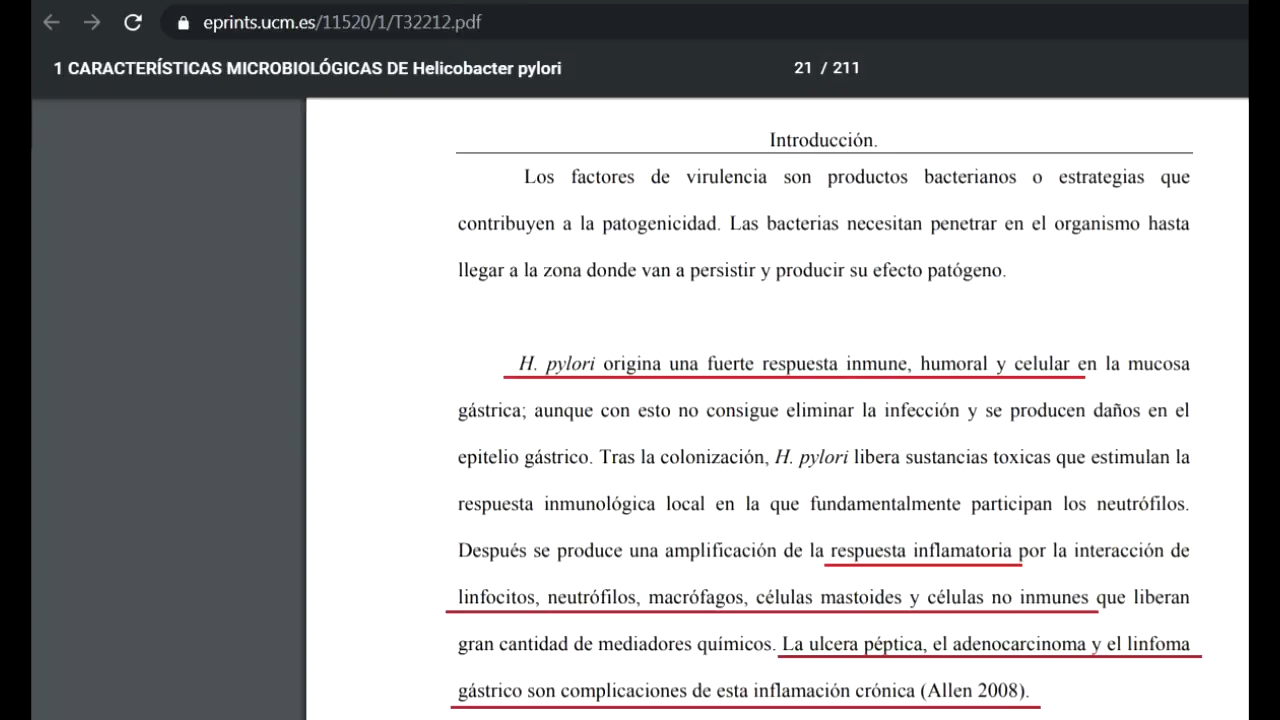 eprints.ucm.es/11520/1/T32212.pdf
1 CARACTERÍSTICAS MICROBIOLÓGICAS DE Helicobacter pylori 21 / 211
Introducción.
Los factores de virulencia son productos bacterianos o estrategias que
contribuyen a la patogenicidad. Las bacterias necesitan penetrar en el organismo hasta
llegar a la zona donde van a persistir y producir su efecto patógeno.
H. pylori origina una fuerte respuesta inmune, humoral y celular en la mucosa
gástrica; aunque con esto no consigue eliminar la infección y se producen daños en el
epitelio gástrico. Tras la colonización, H. pylori libera sustancias toxicas que estimulan la
respuesta inmunológica local en la que fundamentalmente participan los neutrófilos.
Después se produce una amplificación de la respuesta inflamatoria por la interacción de
linfocitos, neutrófilos, macrófagos, células mastoides y células no inmunes que liberan
gran cantidad de mediadores químicos. La ulcera péptica, el adenocarcinoma y el linfoma
gástrico son complicaciones de esta inflamación crónica (Allen 2008).